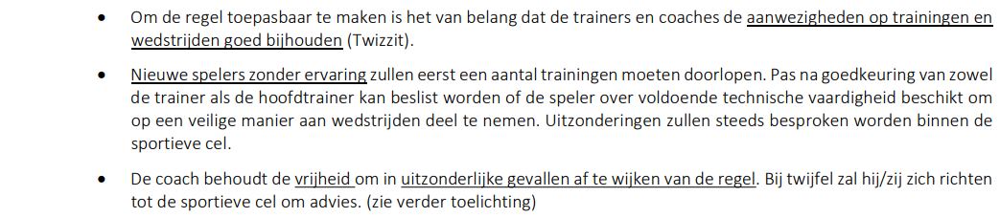 • Om de regel toepasbaar te maken is het van belang dat de trainers en coaches de aanwezigheden op trainingen en
wedstrijden goed bijhouden (Twizzit).
• Nieuwe spelers zonder ervaring zullen eerst een aantal trainingen moeten doorlopen. Pas na goedkeuring van zowel
de trainer als de hoofdtrainer kan beslist worden of de speler over voldoende technische vaardigheid beschikt om
op een veilige manier aan wedstrijden deel te nemen. Uitzonderingen zullen steeds besproken worden binnen de
sportieve cel.
• De coach behoudt de vrijheid om in uitzonderlijke gevallen af te wijken van de regel. Bij twijfel zal hij/zij zich richten
tot de sportieve cel om advies. (zie verder toelichting)